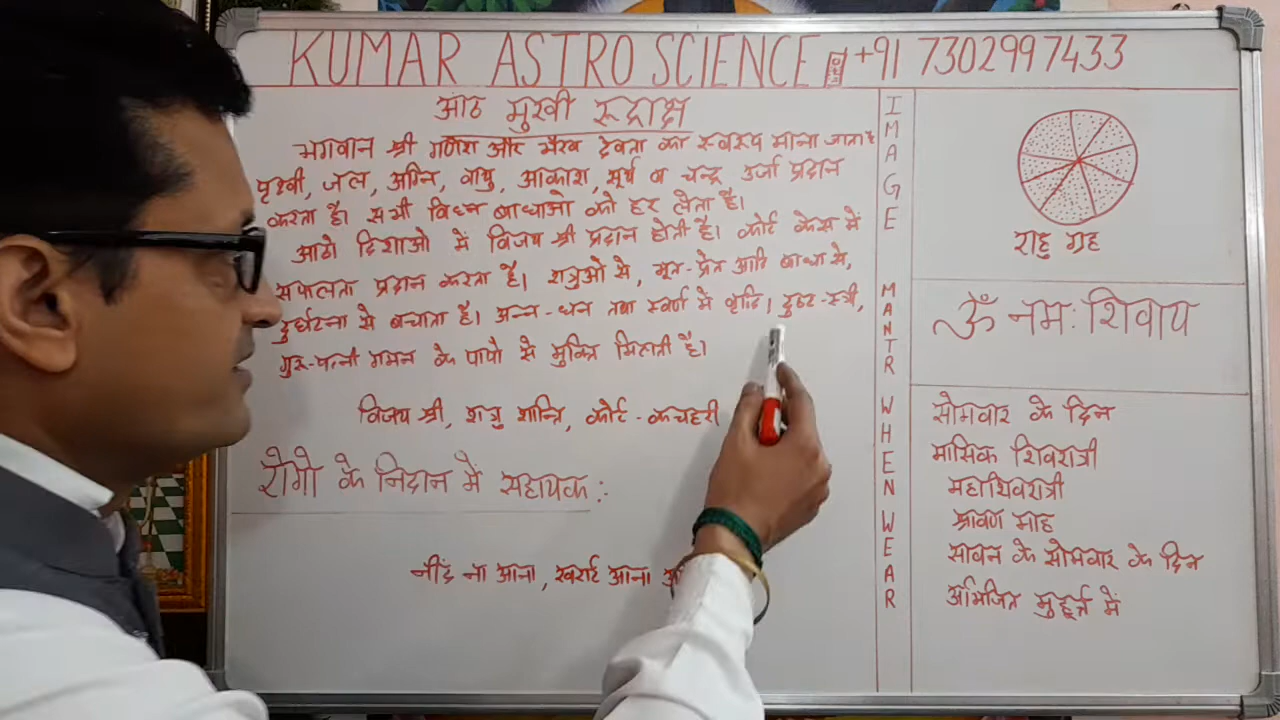 KUMAR ASTRO SCIENCE +91 7302997433
आठ मुखी रूद्राक्ष
भगवान श्री गणेश और भैरव देवता का स्वरुप माना जाता है
पृथ्वी, जल, अग्नि, वायु, आकाश, सूर्य व चन्द्र उर्जा प्रदान
करता है। सभी विघ्न बाधाओ को हर लेता है।
आठो दिशाओ में विजय श्री प्रदान होती है। कोर्ट केस में
सफलता प्रदान करता है। शत्रुओ से, भूत-प्रेत आदि बाधा से,
दुर्घटना से बचाता है। अन्न-धन तथा स्वर्ण मे वृद्वि। दुष्ट-स्त्री,
गुरू-पत्नी गमन के पापो से मुक्ति मिलती है।
विजय श्री, शत्रु शान्ति, कोर्ट-कचहरी
रोगो के निदान में सहायक:-
नींद ना आना, खर्राटे आना
IMAGE
MANTR
WHEN WEAR
राहु ग्रह
ॐ नम: शिवाय
सोमवार के दिन
मासिक शिवरात्री
महाशिवरात्री
श्रावण माह
सावन के सोमवार के दिन
अभिजित मुहूर्त्त में